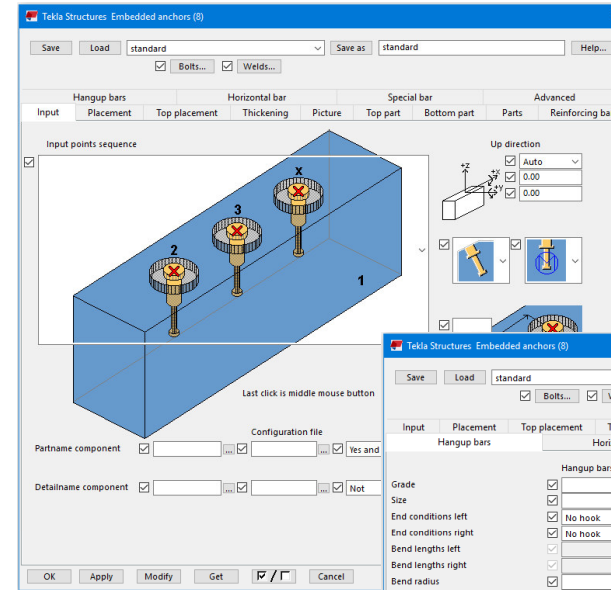 Tekla Structures Embedded anchors (8)
Save Load standard Save as standard Help...
Bolts... Welds...
Hangup bars Horizontal bar Special bar Advanced
Input Placement Top placement Thickening Picture Top part Bottom part Parts Reinforcing ba
Input points sequence Up direction
+Z +X +Y
Auto
0.00
0.00
x
3
2
1
Last click is middle mouse button
Configuration file
Partname component ... ... Yes and
Detailname component ... ... Not
OK Apply Modify Get / Cancel
Tekla Structures Embedded anchors (8)
Save Load standard
Bolts...
Input Placement Top placement
Hangup bars Hori
Hangup bars
Grade
Size
End conditions left No hook
End conditions right No hook
Bend lengths left
Bend lengths right
Bend radius